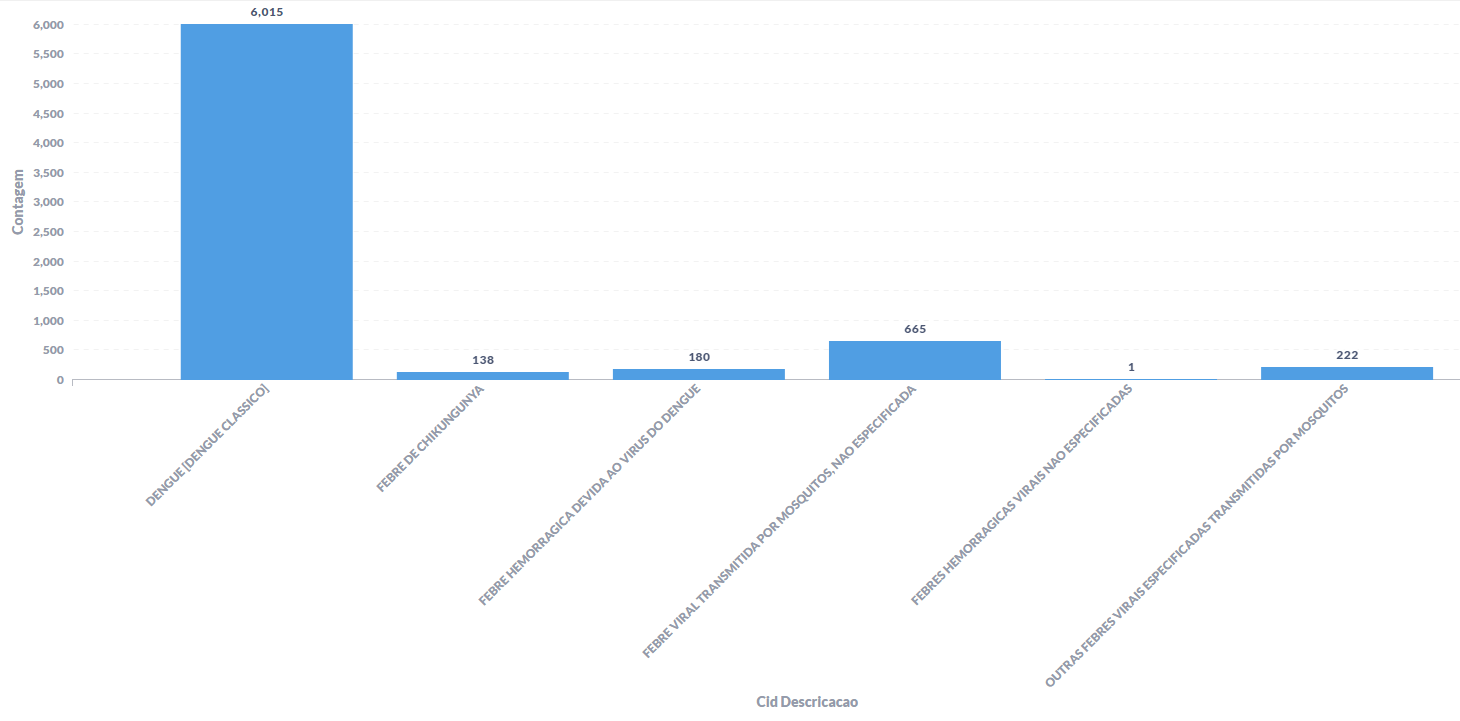 6,015
6,000
5,500
5,000
4,500
4,000
3,500
3,000
2,500
2,000
1,500
1,000
500
0
Contagem
138
180
665
1
222
DENGUE [DENGUE CLASSICO]
FEBRE DE CHIKUNGUNYA
FEBRE HEMORRAGICA DEVIDA AO VIRUS DO DENGUE
FEBRE VIRAL TRANSMITIDA POR MOSQUITOS, NAO ESPECIFICADA
FEBRES HEMORRAGICAS VIRAIS NAO ESPECIFICADAS
OUTRAS FEBRES VIRAIS ESPECIFICADAS TRANSMITIDAS POR MOSQUITOS
Cid Descricacao